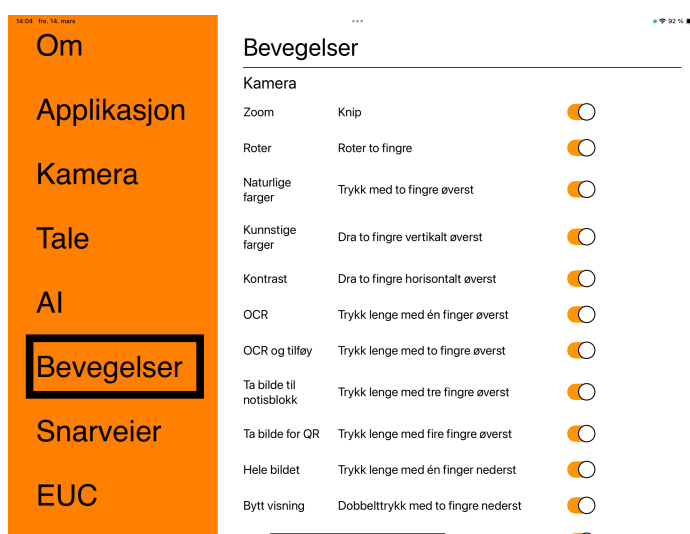 14:04 fre. 14. mars
92 %
Om
Applikasjon
Kamera
Tale
AI
Bevegelser
Snarveier
EUC
Bevegelser
Kamera
Zoom Knip
Roter Roter to fingre
Naturlige
farger
Trykk med to fingre øverst
Kunnstige
farger
Dra to fingre vertikalt øverst
Kontrast Dra to fingre horisontalt øverst
OCR Trykk lenge med én finger øverst
OCR og tilføy Trykk lenge med to fingre øverst
Ta bilde til
notisblokk
Trykk lenge med tre fingre øverst
Ta bilde for QR Trykk lenge med fire fingre øverst
Hele bildet Trykk lenge med én finger nederst
Bytt visning Dobbelttrykk med to fingre nederst